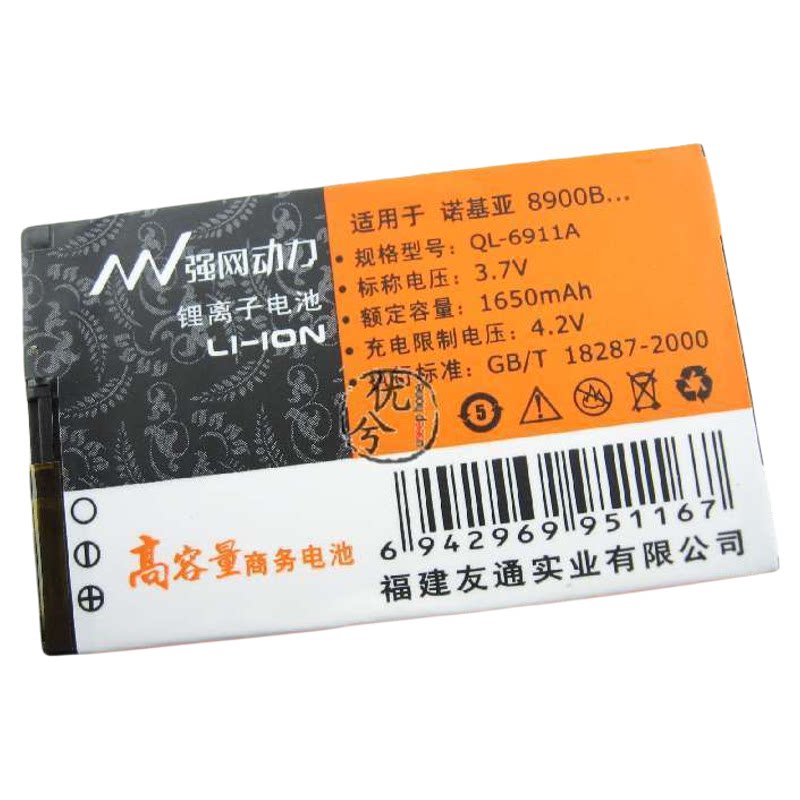 强网动力
锂离子电池
LI-ION
适用于 诺基亚 8900B...
·规格型号：QL-6911A
·标称电压：3.7V
·额定容量：1650mAh
·充电限制电压：4.2V
标准：GB/T 18287-2000
5
犹兮
高容量商务电池
6 942969 951167
福建友通实业有限公司